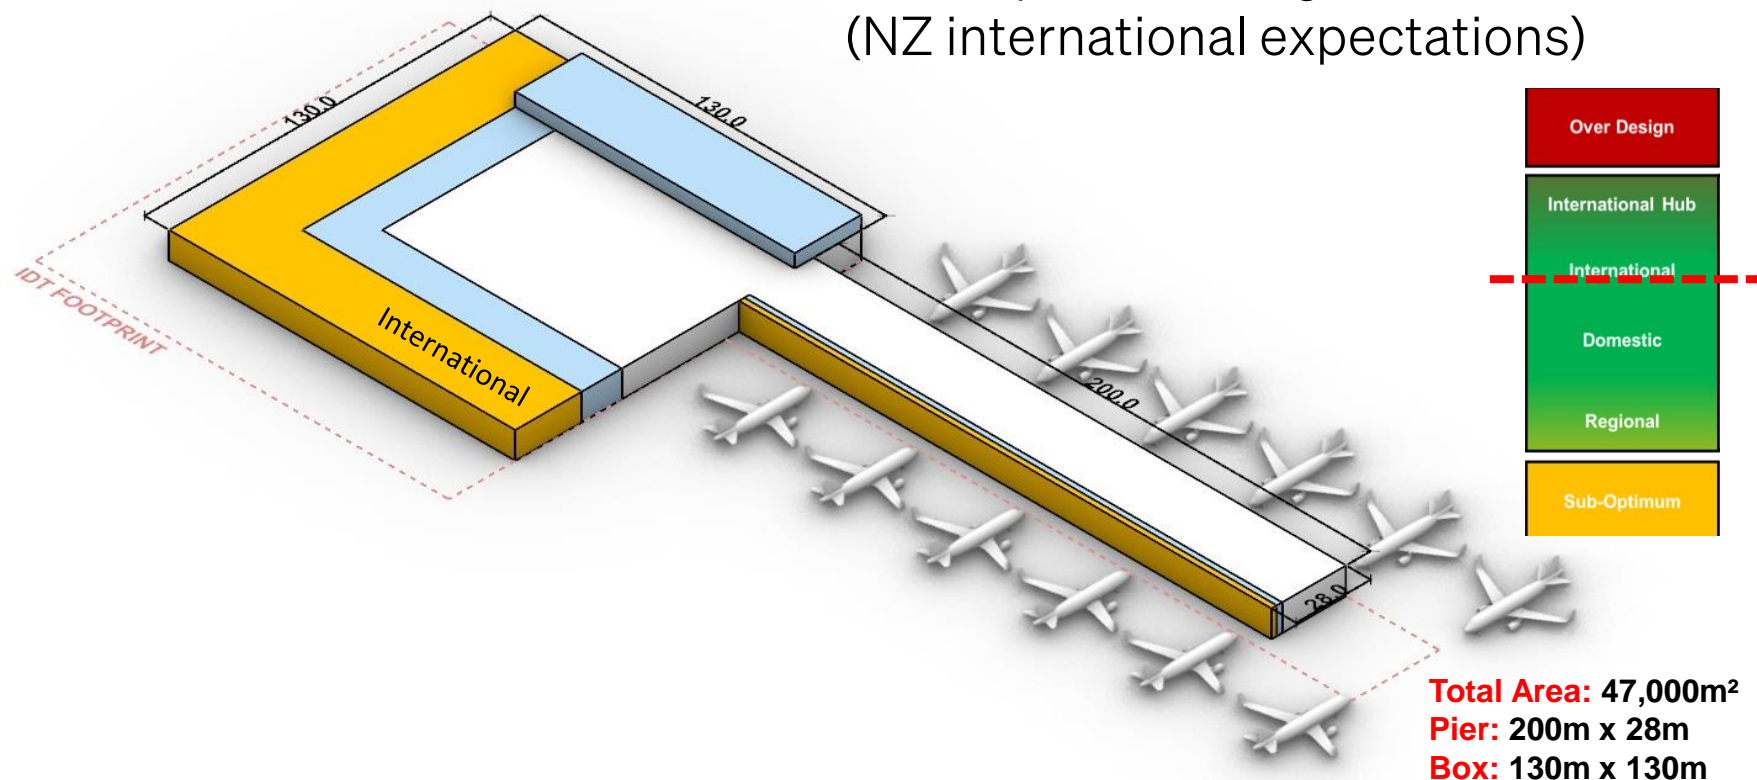 (NZ international expectations)
130.0
130.0
Over Design
International Hub
International
Domestic
Regional
Sub-Optimum
IDT FOOTPRINT
International
200.0
28.0
Total Area: 47,000m²
Pier: 200m x 28m
Box: 130m x 130m